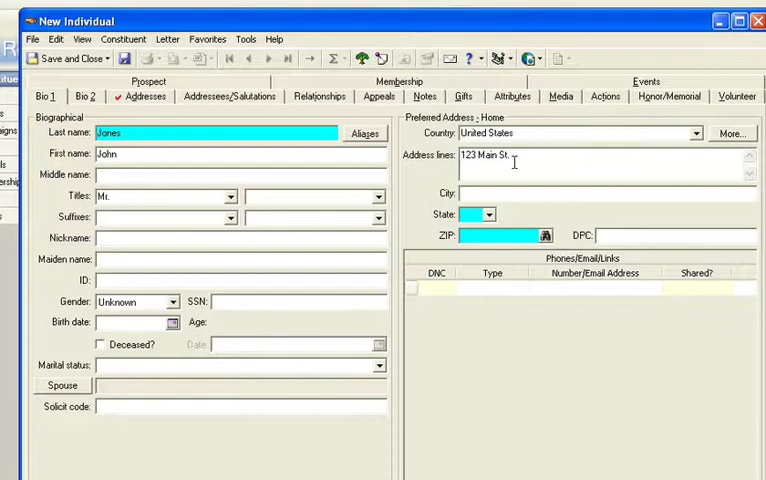 New Individual
File Edit View Constituent Letter Favorites Tools Help
Save and Close
Prospect Membership Events
Bio 1 Bio 2 Addresses Addressees/Salutations Relationships Appeals Notes Gifts Attributes Media Actions Honor/Memorial Volunteer
Biographical
Last name: Jones Aliases
First name: John
Middle name:
Titles: Mr.
Suffixes:
Nickname:
Maiden name:
ID:
Gender: Unknown SSN:
Birth date: Age:
Deceased? Date:
Marital status:
Spouse
Solicit code:
Preferred Address - Home
Country: United States More...
Address lines: 123 Main St.
City:
State:
ZIP: DPC:
Phones/Email/Links
DNC Type Number/Email Address Shared?